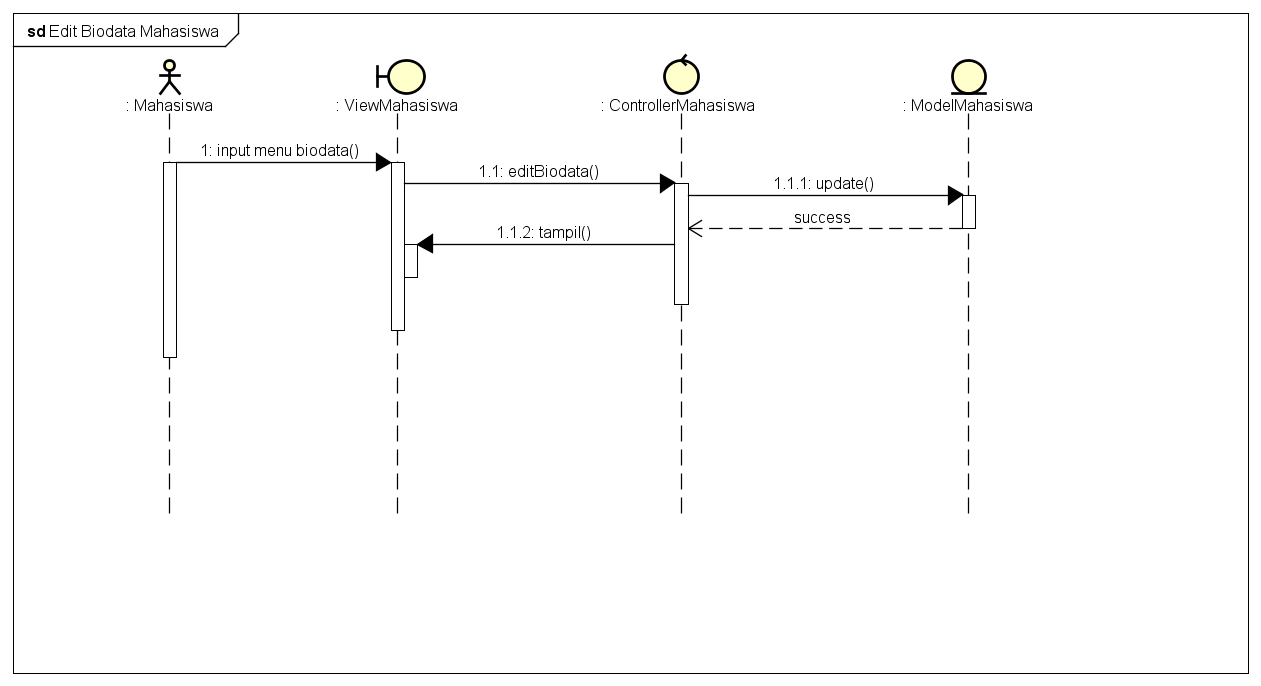 sd Edit Biodata Mahasiswa
: Mahasiswa
: ViewMahasiswa
: ControllerMahasiswa
: ModelMahasiswa
1: input menu biodata()
1.1: editBiodata()
1.1.1: update()
success
1.1.2: tampil()